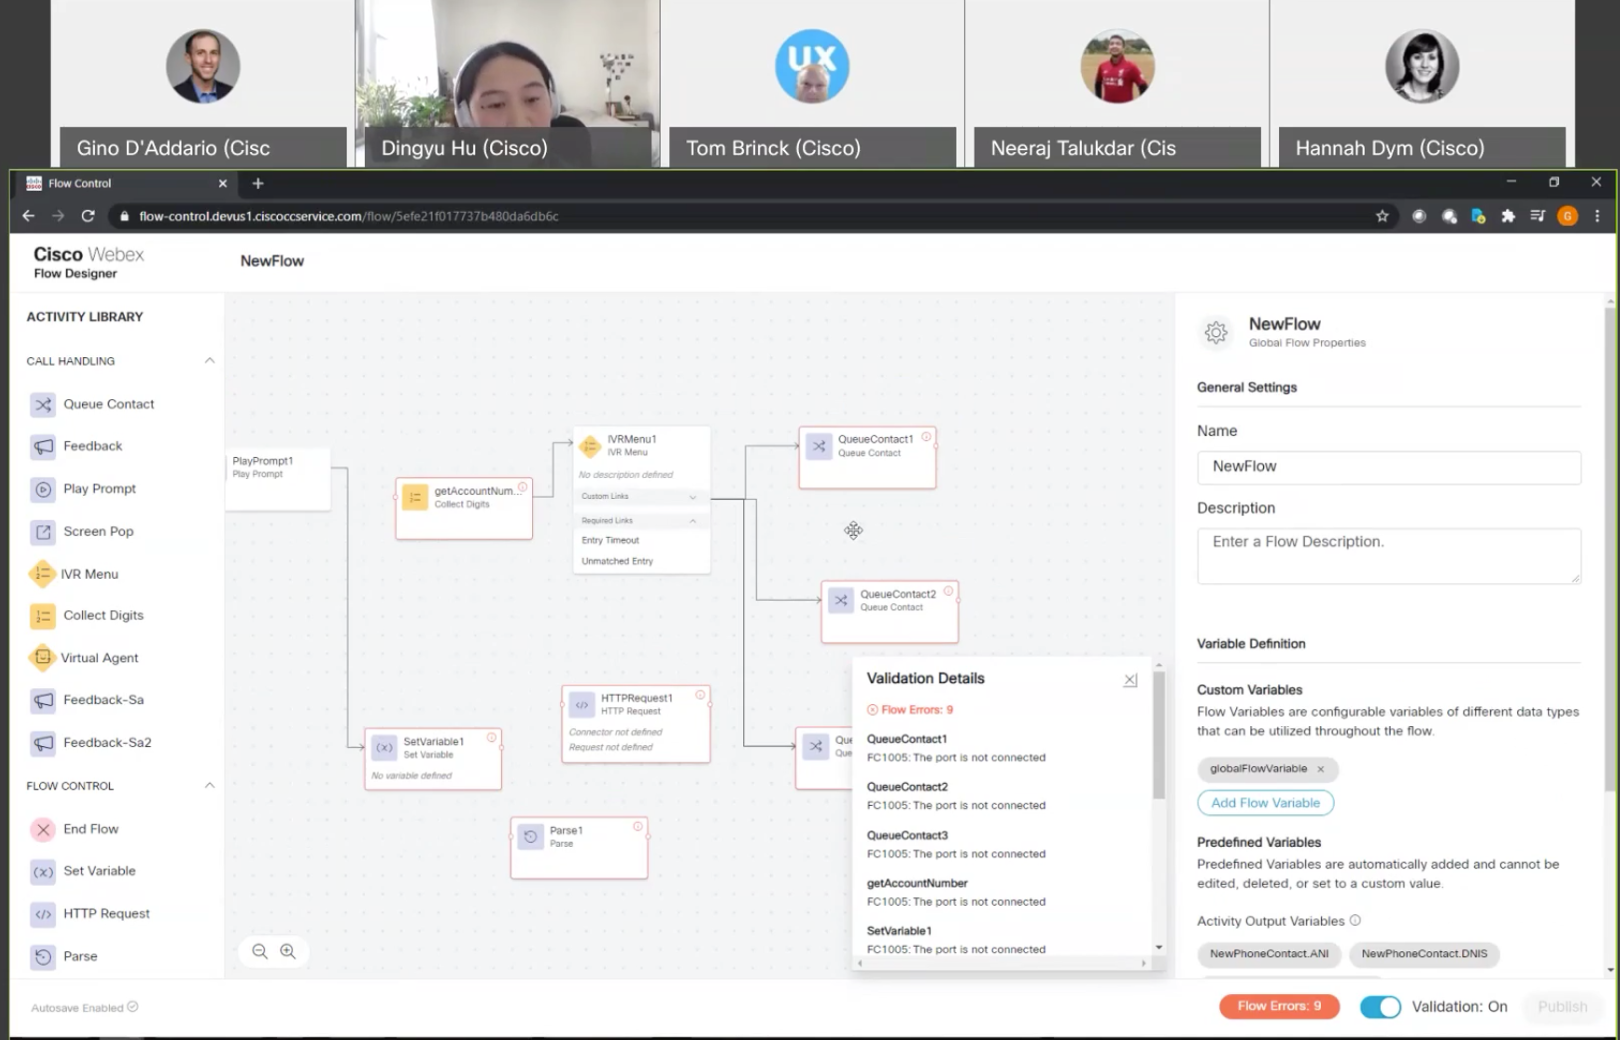 UX
Gino D'Addario (Cisc
Dingyu Hu (Cisco)
Tom Brinck (Cisco)
Neeraj Talukdar (Cis
Hannah Dym (Cisco)
Flow Control
flow-control.devus1.ciscoccservice.com/flow/5efe21f017737b480da6db6c
G
Cisco Webex
Flow Designer
NewFlow
ACTIVITY LIBRARY
CALL HANDLING
Queue Contact
Feedback
Play Prompt
Screen Pop
IVR Menu
Collect Digits
Virtual Agent
Feedback-Sa
Feedback-Sa2
FLOW CONTROL
End Flow
Set Variable
HTTP Request
Parse
PlayPrompt1
Play Prompt
getAccountNum...
Collect Digits
IVRMenu1
IVR Menu
No description defined
Custom Links
Required Links
Entry Timeout
Unmatched Entry
QueueContact1
Queue Contact
QueueContact2
Queue Contact
SetVariable1
Set Variable
No variable defined
HTTPRequest1
HTTP Request
Connector not defined
Request not defined
Parse1
Parse
Que
Que
Validation Details
Flow Errors: 9
QueueContact1
FC1005: The port is not connected
QueueContact2
FC1005: The port is not connected
QueueContact3
FC1005: The port is not connected
getAccountNumber
FC1005: The port is not connected
SetVariable1
FC1005: The port is not connected
NewFlow
Global Flow Properties
General Settings
Name
NewFlow
Description
Enter a Flow Description.
Variable Definition
Custom Variables
Flow Variables are configurable variables of different data types
that can be utilized throughout the flow.
globalFlowVariable
Add Flow Variable
Predefined Variables
Predefined Variables are automatically added and cannot be
edited, deleted, or set to a custom value.
Activity Output Variables
NewPhoneContact.ANI NewPhoneContact.DNIS
Autosave Enabled
Flow Errors: 9
Validation: On
Publish